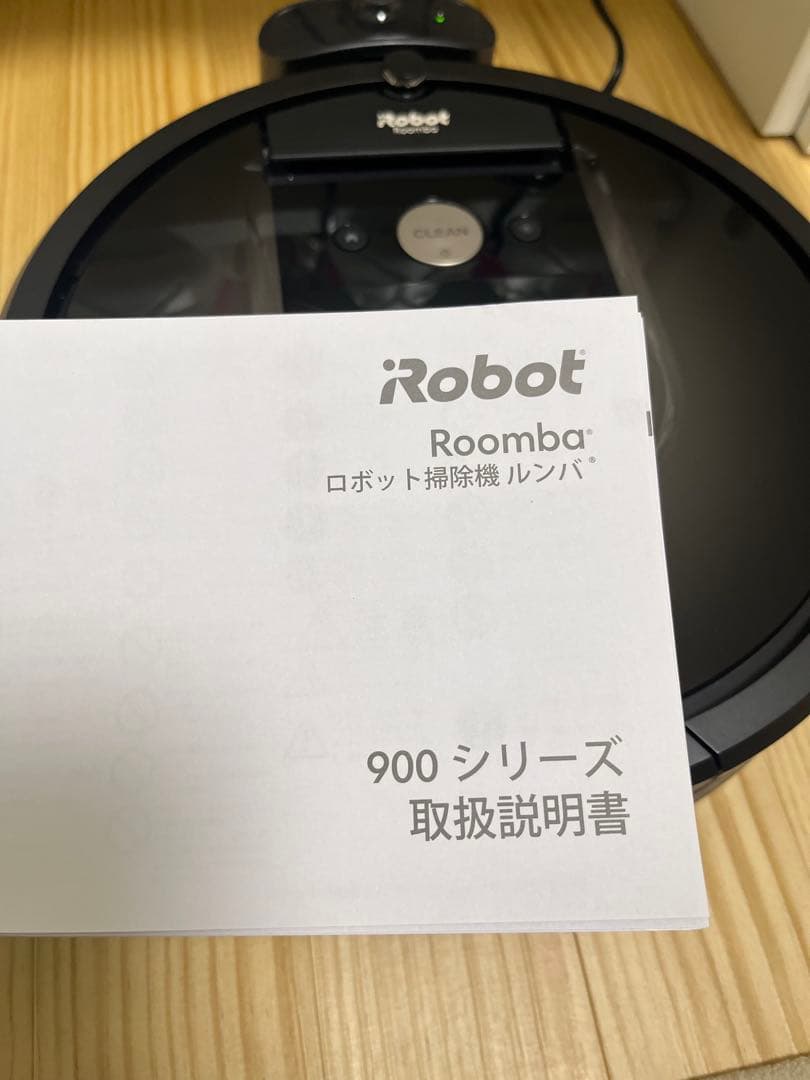 iRobot
Roomba
CLEAN
iRobot®
Roomba®
ロボット掃除機 ルンバ®
900 シリーズ
取扱説明書